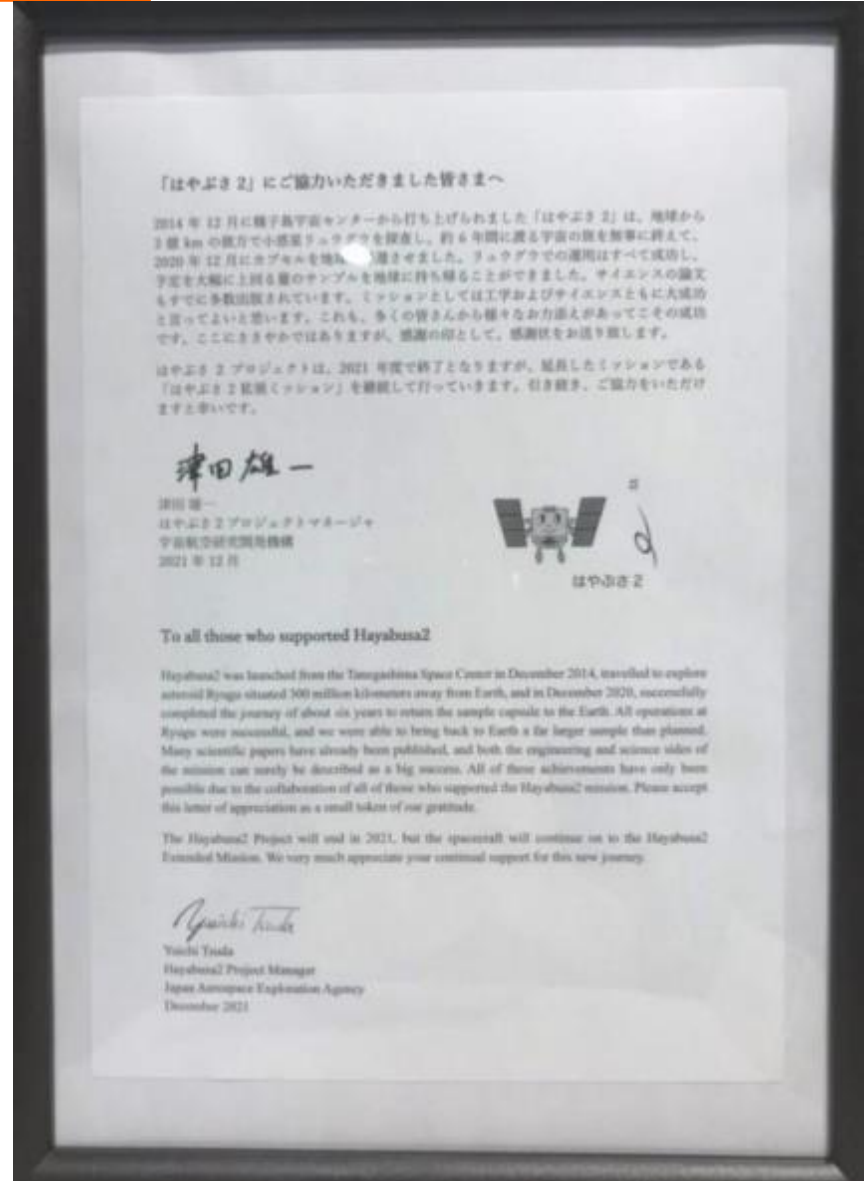 「はやぶさ2」にご協力いただきました皆さまへ
2014 年 12 月に種子島宇宙センターから打ち上げられました「はやぶさ 2」は、地球から
3 億 km の彼方で小惑星リュウグウを探査し、約 6 年間に渡る宇宙の旅を無事に終えて、
2020 年 12 月にカプセルを地球 還させました。リュウグウでの運用はすべて成功し、
予定を大幅に上回る量のサンプルを地球に持ち帰ることができました。サイエンスの論文
もすでに多数出版されています。ミッションとしては工学およびサイエンスともに大成功
と言ってよいと思います。これも、多くの皆さんから様々なお力添えがあってこその成功
です。ここにささやかではありますが、感謝の印として、感謝状をお送り致します。
はやぶさ 2 プロジェクトは、2021 年度で終了となりますが、延長したミッションである
「はやぶさ 2 拡張ミッション」を継続して行っていきます。引き続き、ご協力をいただけ
ますと幸いです。
津田雄一
津田 雄一
はやぶさ2プロジェクトマネージャ
宇宙航空研究開発機構
2021 年 12 月
はやぶさ2
To all those who supported Hayabusa2
Hayabusa2 was launched from the Tanegashima Space Center in December 2014, travelled to explore
asteroid Ryugu situated 300 million kilometers away from Earth, and in December 2020, successfully
completed the journey of about six years to return the sample capsule to the Earth. All operations at
Ryugu were successful, and we were able to bring back to Earth a far larger sample than planned.
Many scientific papers have already been published, and both the engineering and science sides of
the mission can surely be described as a big success. All of these achievements have only been
possible due to the collaboration of all of those who supported the Hayabusa2 mission. Please accept
this letter of appreciation as a small token of our gratitude.
The Hayabusa2 Project will end in 2021, but the spacecraft will continue on to the Hayabusa2
Extended Mission. We very much appreciate your continual support for this new journey.
Yuichi Tsuda
Yuichi Tsuda
Hayabusa2 Project Manager
Japan Aerospace Exploration Agency
December 2021